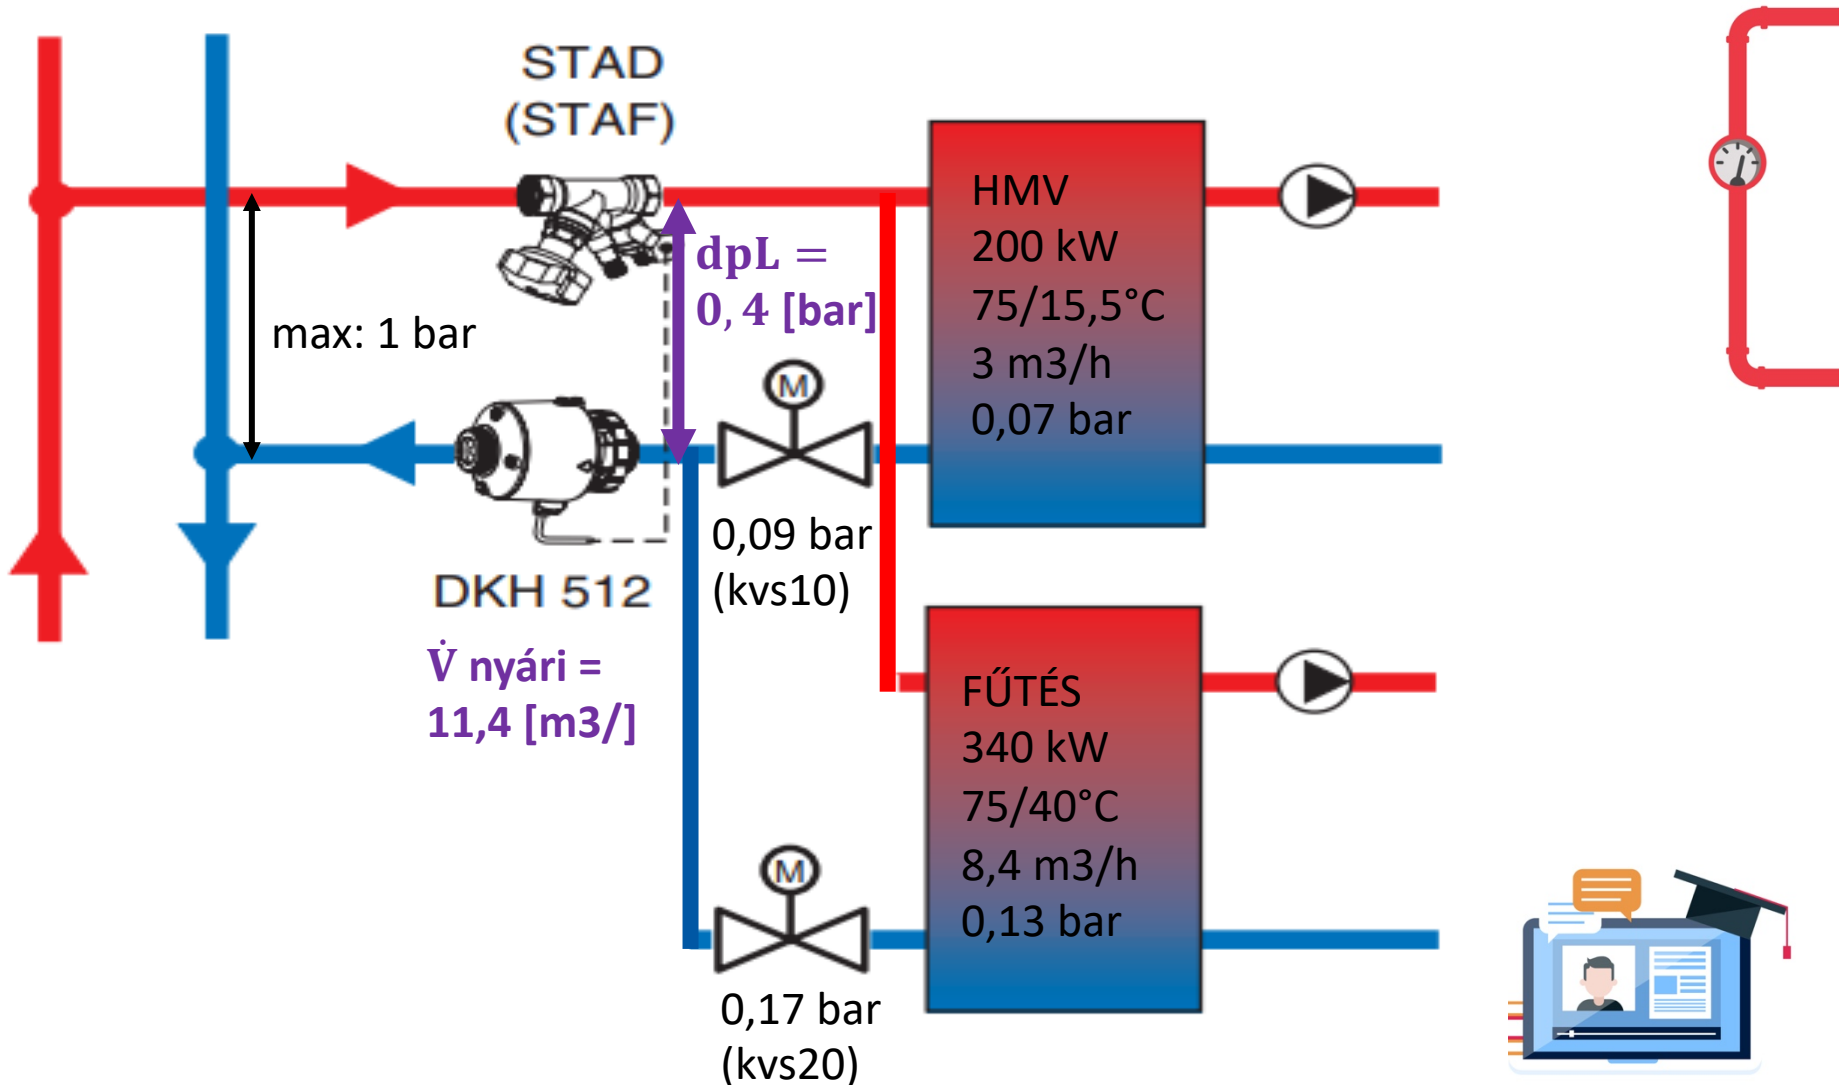 STAD
(STAF)
max: 1 bar
dpL =
0, 4 [bar]
HMV
200 kW
75/15,5°C
3 m3/h
0,07 bar
M
0,09 bar
(kvs10)
DKH 512
V̇ nyári =
11,4 [m3/]
FŰTÉS
340 kW
75/40°C
8,4 m3/h
0,13 bar
M
0,17 bar
(kvs20)